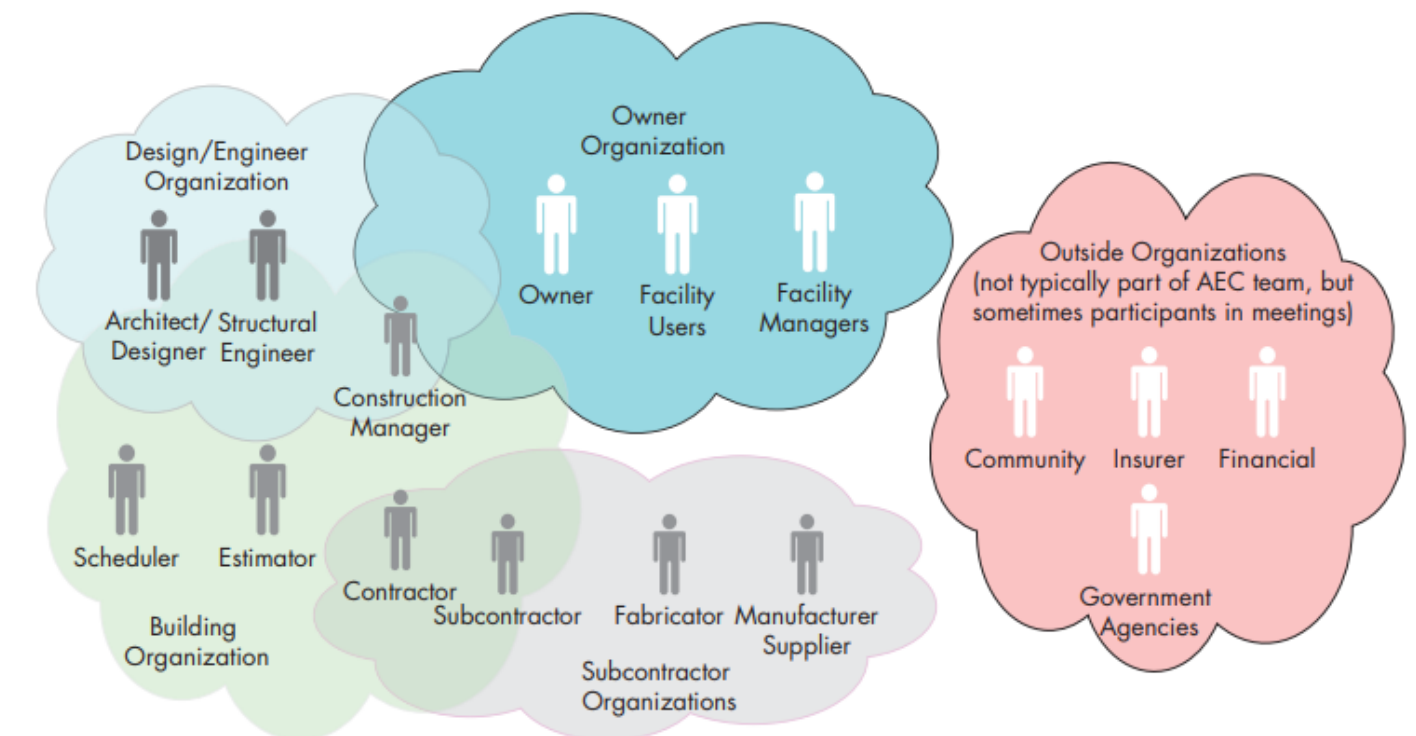 Design/Engineer
Organization
Architect/
Designer
Structural
Engineer
Construction
Manager
Owner
Organization
Owner
Facility
Users
Facility
Managers
Outside Organizations
(not typically part of AEC team, but
sometimes participants in meetings)
Community
Insurer
Financial
Government
Agencies
Scheduler
Estimator
Contractor
Building
Organization
Subcontractor
Fabricator
Manufacturer
Supplier
Subcontractor
Organizations